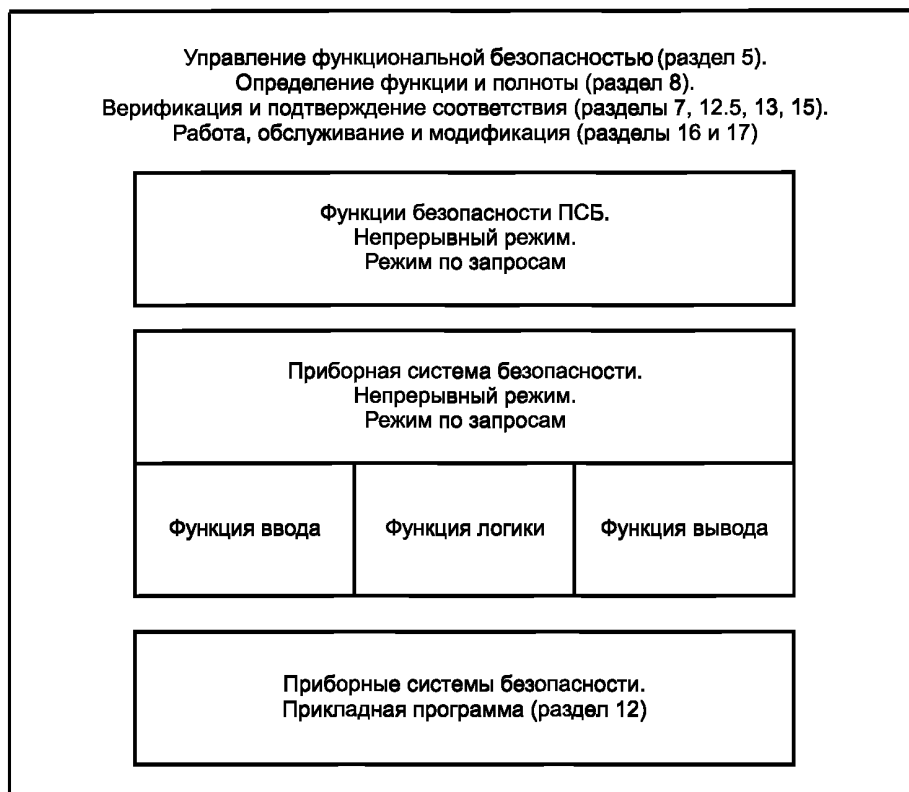 Управление функциональной безопасностью (раздел 5).
Определение функции и полноты (раздел 8).
Верификация и подтверждение соответствия (разделы 7, 12.5, 13, 15).
Работа, обслуживание и модификация (разделы 16 и 17)
Функции безопасности ПСБ.
Непрерывный режим.
Режим по запросам
Приборная система безопасности.
Непрерывный режим.
Режим по запросам
Функция ввода
Функция логики
Функция вывода
Приборные системы безопасности.
Прикладная программа (раздел 12)